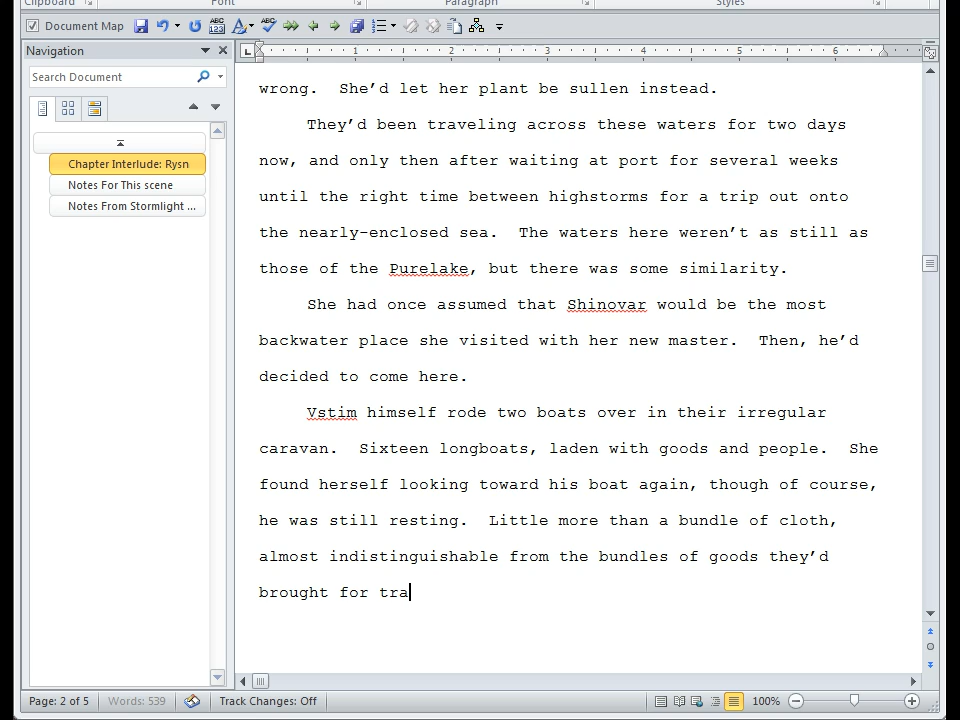 Clipboard
Font
Paragraph
Styles
Document Map
Navigation
Search Document
Chapter Interlude: Rysn
Notes For This scene
Notes From Stormlight ...
1 2 3 4 5 6
wrong.  She’d let her plant be sullen instead.
They’d been traveling across these waters for two days
now, and only then after waiting at port for several weeks
until the right time between highstorms for a trip out onto
the nearly-enclosed sea.  The waters here weren’t as still as
those of the Purelake, but there was some similarity.
She had once assumed that Shinovar would be the most
backwater place she visited with her new master.  Then, he’d
decided to come here.
Vstim himself rode two boats over in their irregular
caravan.  Sixteen longboats, laden with goods and people.  She
found herself looking toward his boat again, though of course,
he was still resting.  Little more than a bundle of cloth,
almost indistinguishable from the bundles of goods they’d
brought for tra
Page: 2 of 5
Words: 539
Track Changes: Off
100%